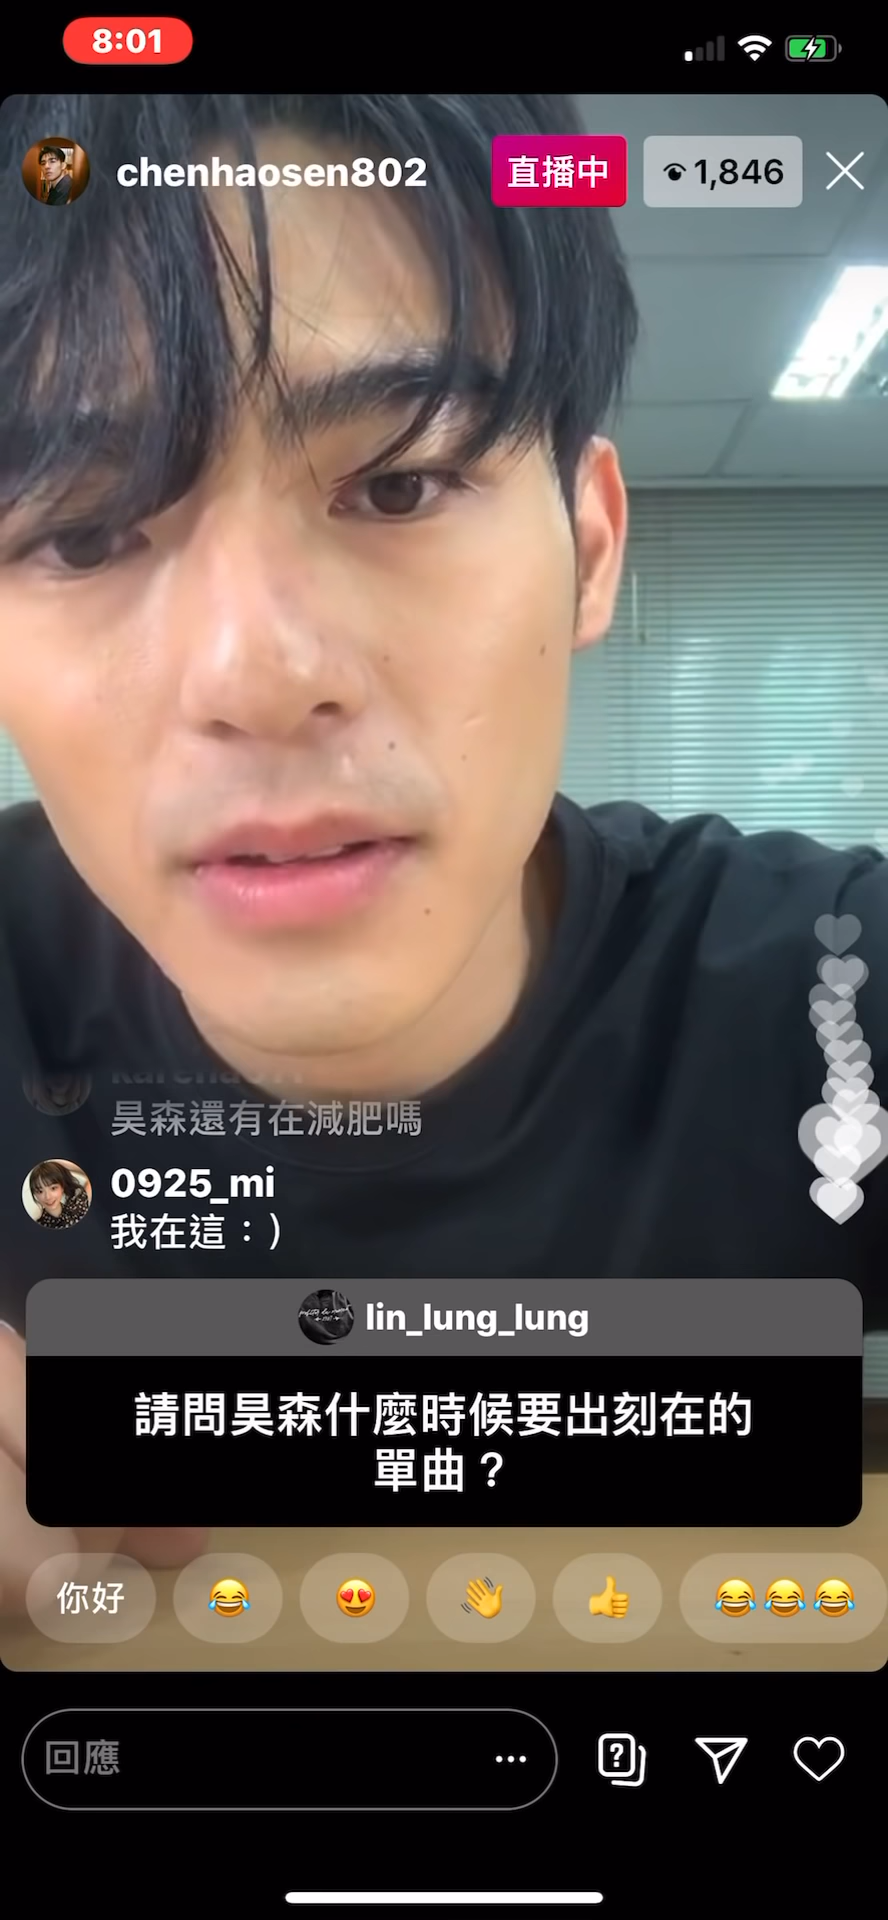 8:01
chenhaosen802
直播中
1,846
昊森還有在減肥嗎
0925_mi
我在這：)
lin_lung_lung
請問昊森什麼時候要出刻在的
單曲？
你好
回應